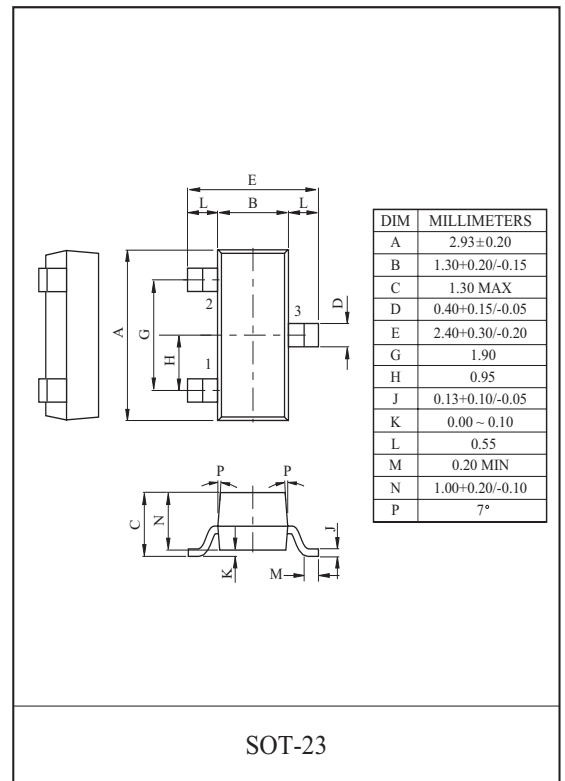 E
L B L
2 3 D
A G H
1
P P
C N J
K M
DIM MILLIMETERS
A 2.93±0.20
B 1.30+0.20/-0.15
C 1.30 MAX
D 0.40+0.15/-0.05
E 2.40+0.30/-0.20
G 1.90
H 0.95
J 0.13+0.10/-0.05
K 0.00 ~ 0.10
L 0.55
M 0.20 MIN
N 1.00+0.20/-0.10
P 7°
SOT-23